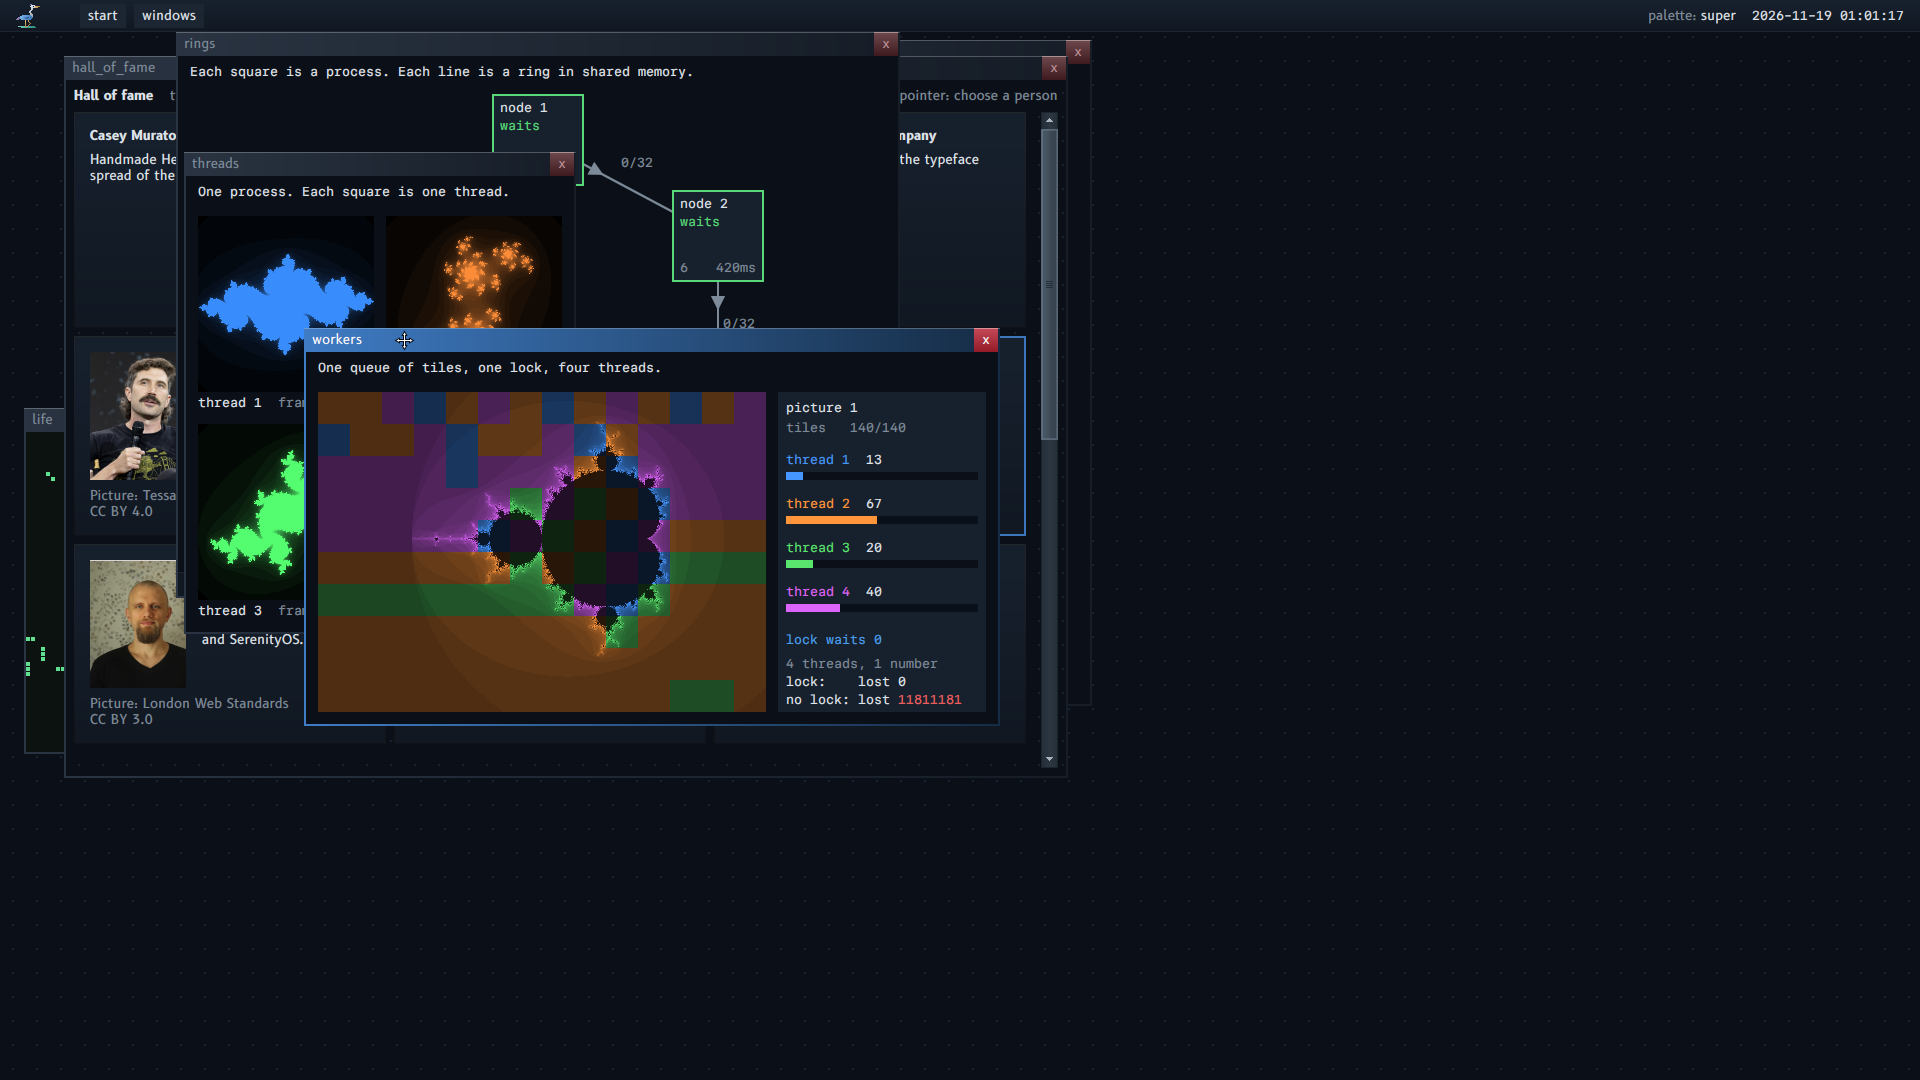 start windows palette: super 2026-11-19 01:01:17
rings x
x
hall_of_fame x
Each square is a process. Each line is a ring in shared memory.
Hall of fame pointer: choose a person
node 1
waits
Casey Murato
Handmade He
spread of the
the typeface
0/32
threads x
One process. Each square is one thread.
node 2
waits
6 420ms
0/32
workers x
One queue of tiles, one lock, four threads.
thread 1
life
picture 1
tiles 140/140
thread 1 13
thread 2 67
thread 3 20
thread 4 40
lock waits 0
4 threads, 1 number
lock: lost 0
no lock: lost 11811181
Picture: Tessa
CC BY 4.0
thread 3
and SerenityOS.
Picture: London Web Standards
CC BY 3.0